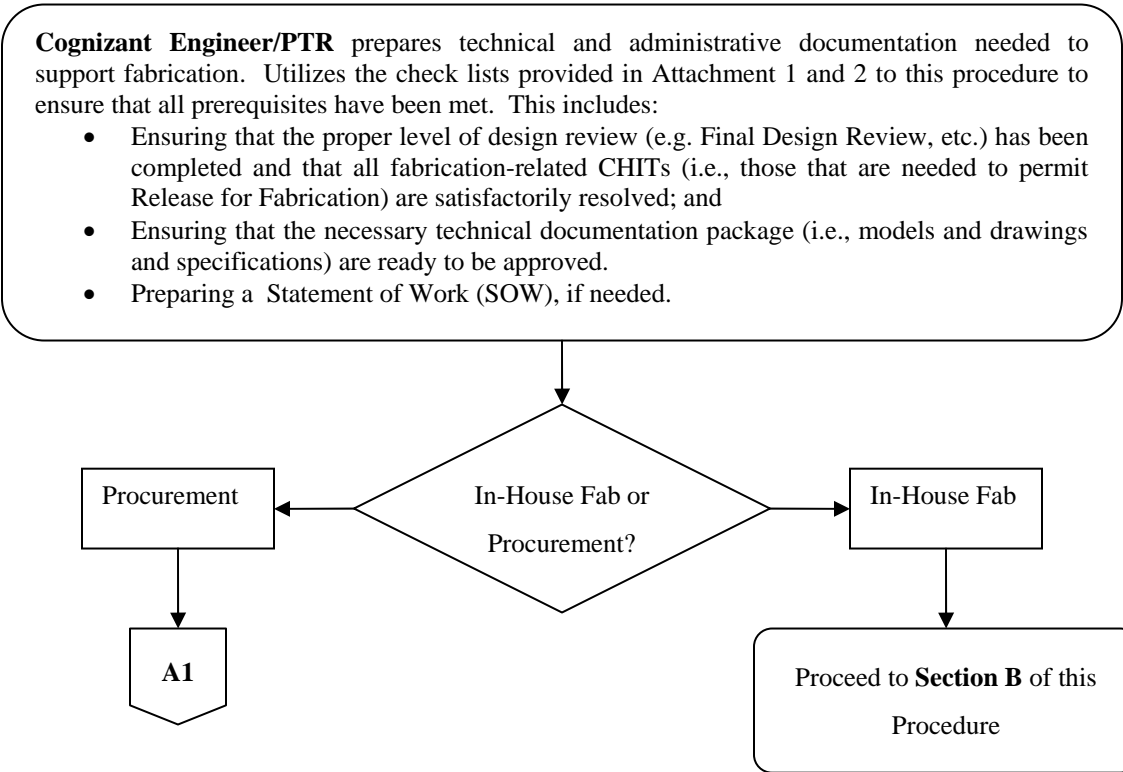 Cognizant Engineer/PTR prepares technical and administrative documentation needed to
support fabrication. Utilizes the check lists provided in Attachment 1 and 2 to this procedure to
ensure that all prerequisites have been met. This includes:
• Ensuring that the proper level of design review (e.g. Final Design Review, etc.) has been
completed and that all fabrication-related CHITs (i.e., those that are needed to permit
Release for Fabrication) are satisfactorily resolved; and
• Ensuring that the necessary technical documentation package (i.e., models and drawings
and specifications) are ready to be approved.
• Preparing a Statement of Work (SOW), if needed.
Procurement
In-House Fab or
Procurement?
In-House Fab
A1
Proceed to Section B of this
Procedure